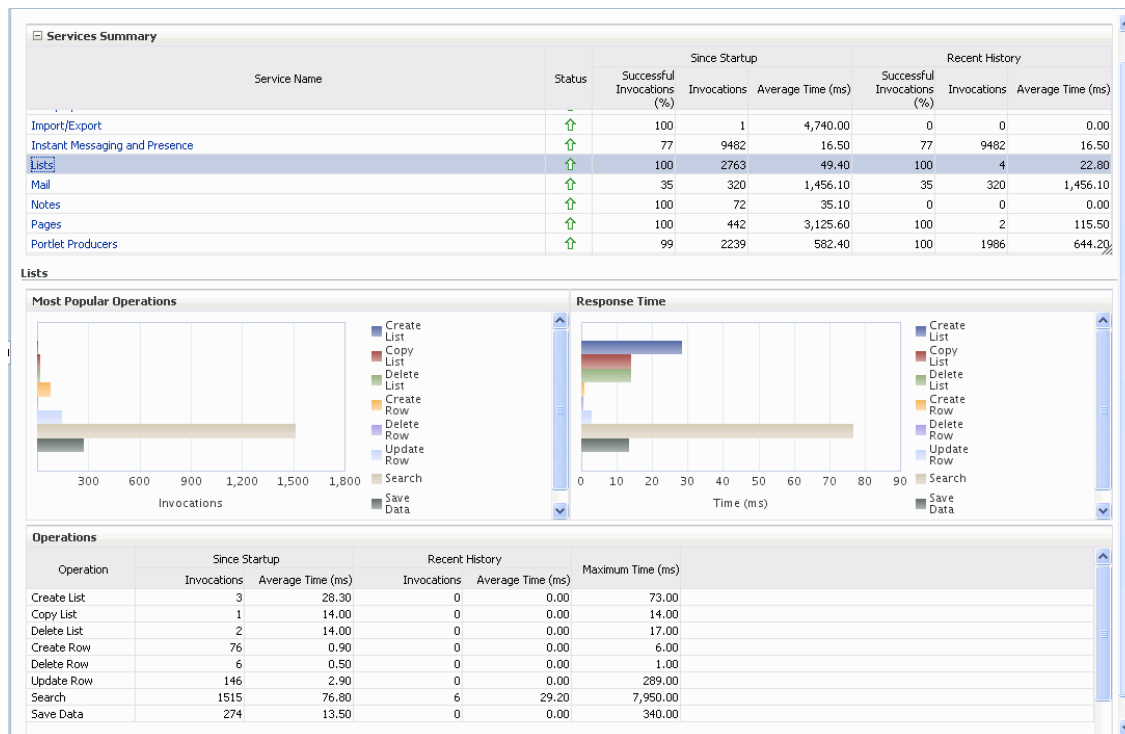 Services Summary
Service Name Status Since Startup Recent History
Successful Invocations (%) Invocations Average Time (ms) Successful Invocations (%) Invocations Average Time (ms)
Import/Export 100 1 4,740.00 0 0 0.00
Instant Messaging and Presence 77 9482 16.50 77 9482 16.50
Lists 100 2763 49.40 100 4 22.80
Mail 35 320 1,456.10 35 320 1,456.10
Notes 100 72 35.10 0 0 0.00
Pages 100 442 3,125.60 100 2 115.50
Portlet Producers 99 2239 582.40 100 1986 644.20
Lists
Most Popular Operations
Create List
Copy List
Delete List
Create Row
Delete Row
Update Row
Search
Save Data
300 600 900 1,200 1,500 1,800
Invocations
Response Time
Create List
Copy List
Delete List
Create Row
Delete Row
Update Row
Search
Save Data
0 10 20 30 40 50 60 70 80 90
Time (ms)
Operations
Operation Since Startup Recent History Maximum Time (ms)
Invocations Average Time (ms) Invocations Average Time (ms)
Create List 3 28.30 0 0.00 73.00
Copy List 1 14.00 0 0.00 14.00
Delete List 2 14.00 0 0.00 17.00
Create Row 76 0.90 0 0.00 6.00
Delete Row 6 0.50 0 0.00 1.00
Update Row 146 2.90 0 0.00 289.00
Search 1515 76.80 6 29.20 7,950.00
Save Data 274 13.50 0 0.00 340.00